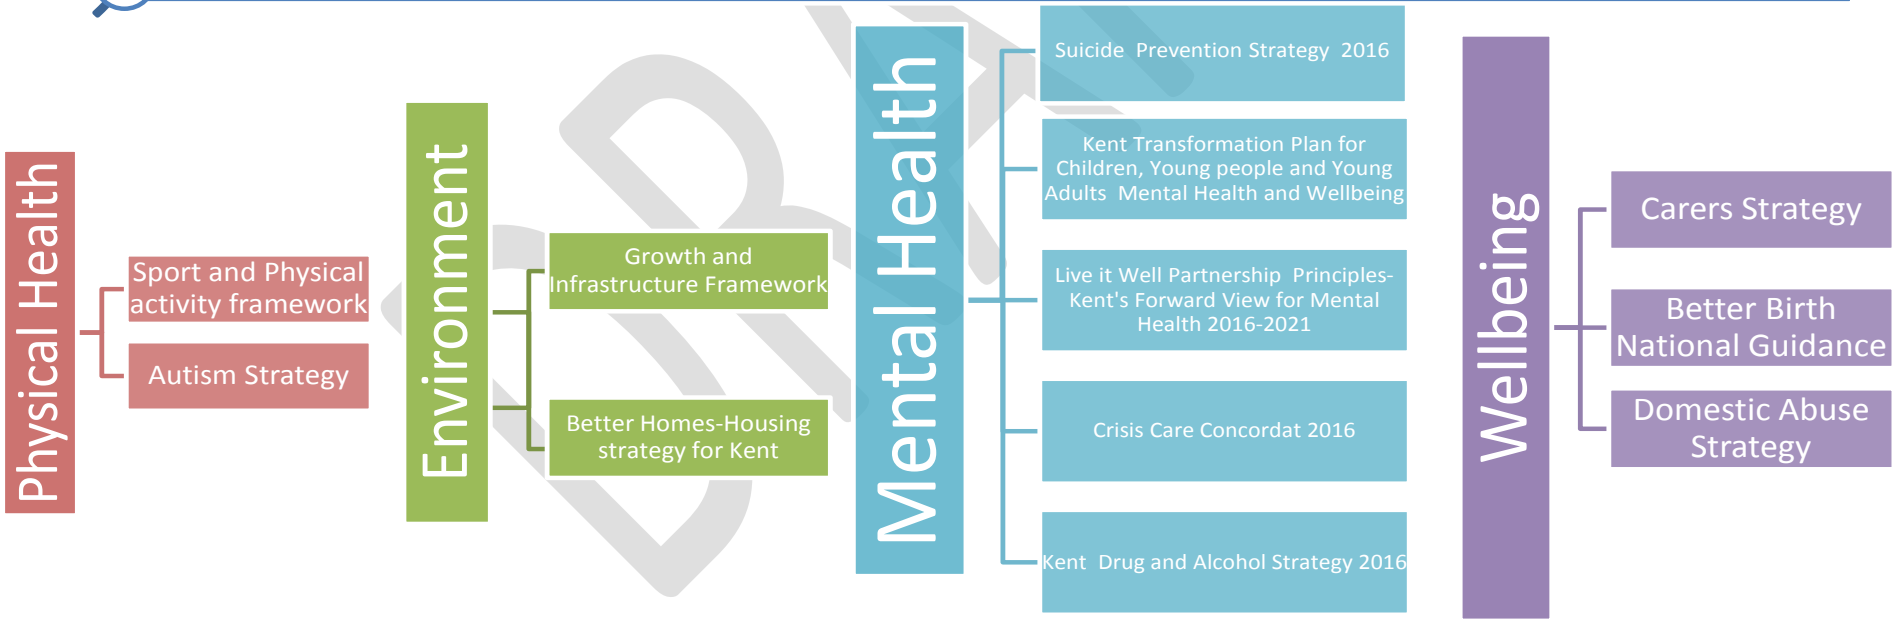 Physical Health
Sport and Physical
activity framework
Autism Strategy
Environment
Growth and
Infrastructure Framework
Better Homes-Housing
strategy for Kent
Mental Health
Suicide  Prevention Strategy  2016
Kent Transformation Plan for
Children, Young people and Young
Adults  Mental Health and Wellbeing
Live it Well Partnership  Principles-
Kent's Forward View for Mental
Health 2016-2021
Crisis Care Concordat 2016
Kent  Drug and Alcohol Strategy 2016
Wellbeing
Carers Strategy
Better Birth
National Guidance
Domestic Abuse
Strategy